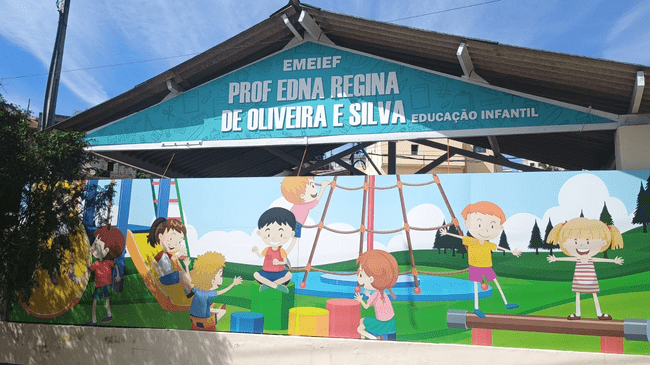 EMEIEF
PROF EDNA REGINA
DE OLIVEIRA E SILVA EDUCAÇÃO INFANTIL